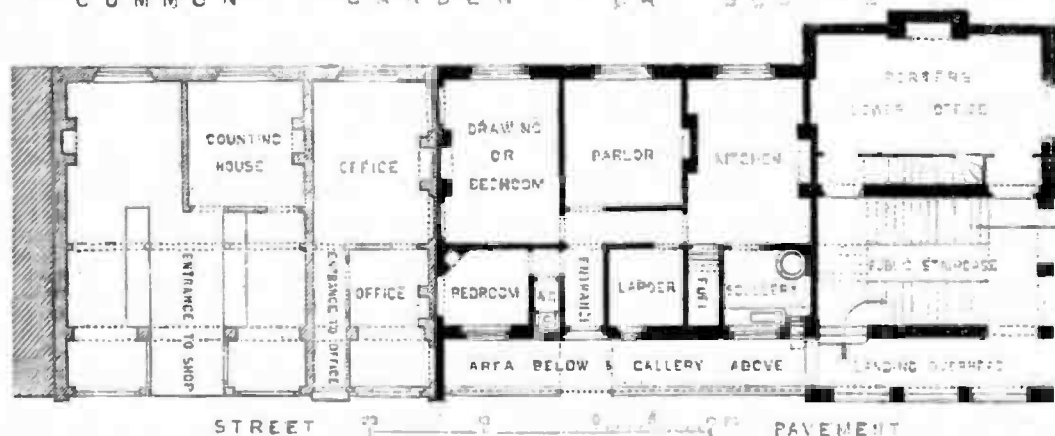 COMMON GARDEN
PORTERS
LOWER OFFICE
COUNTING
HOUSE
OFFICE
DRAWING
OR
BEDROOM
PARLOR
KITCHEN
ENTRANCE TO SHOP
ENTRANCE TO OFFICE
OFFICE
BEDROOM
W.C
ENTRANCE
LARDER
FUEL
SCULLERY
PUBLIC STAIRCASE
AREA BELOW & GALLERY ABOVE
LANDING OVERHEAD
STREET
PAVEMENT